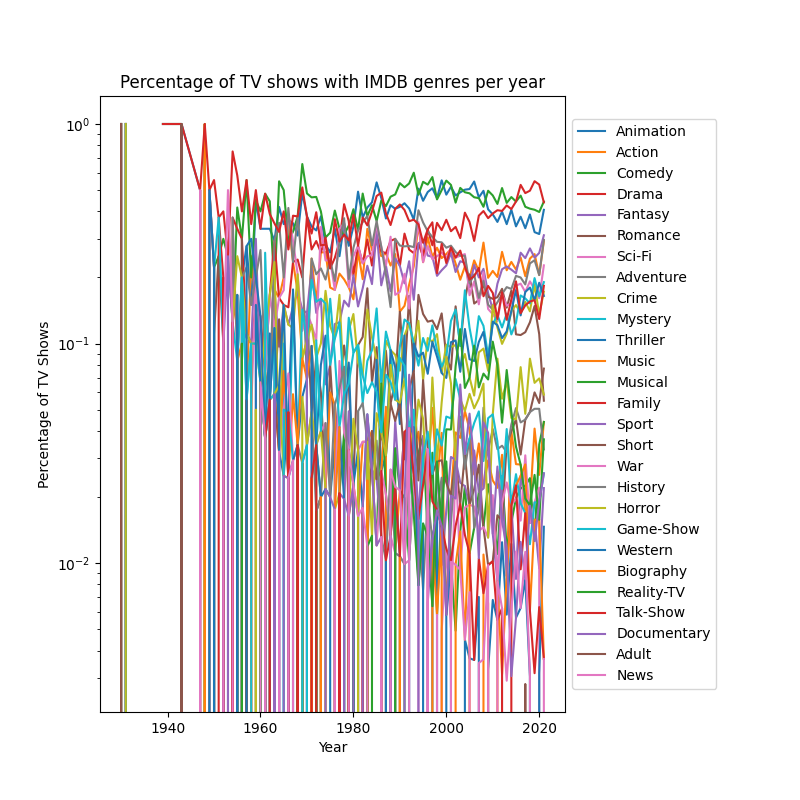 Percentage of TV shows with IMDB genres per year
10⁰
10⁻¹
10⁻²
Percentage of TV Shows
1940
1960
1980
2000
2020
Year
Animation
Action
Comedy
Drama
Fantasy
Romance
Sci-Fi
Adventure
Crime
Mystery
Thriller
Music
Musical
Family
Sport
Short
War
History
Horror
Game-Show
Western
Biography
Reality-TV
Talk-Show
Documentary
Adult
News